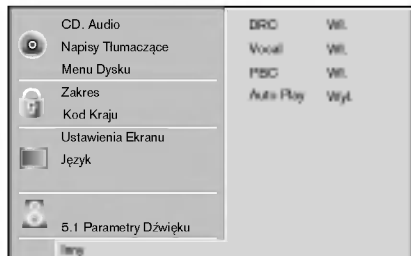 CD. Audio
Napisy Tłumaczące
Menu Dysku
Zakres
Kod Kraju
Ustawienia Ekranu
Język
5.1 Parametry Dźwięku
Inny
DRC Wł.
Vocal Wł.
PBC Wł.
Auto Play Wył.